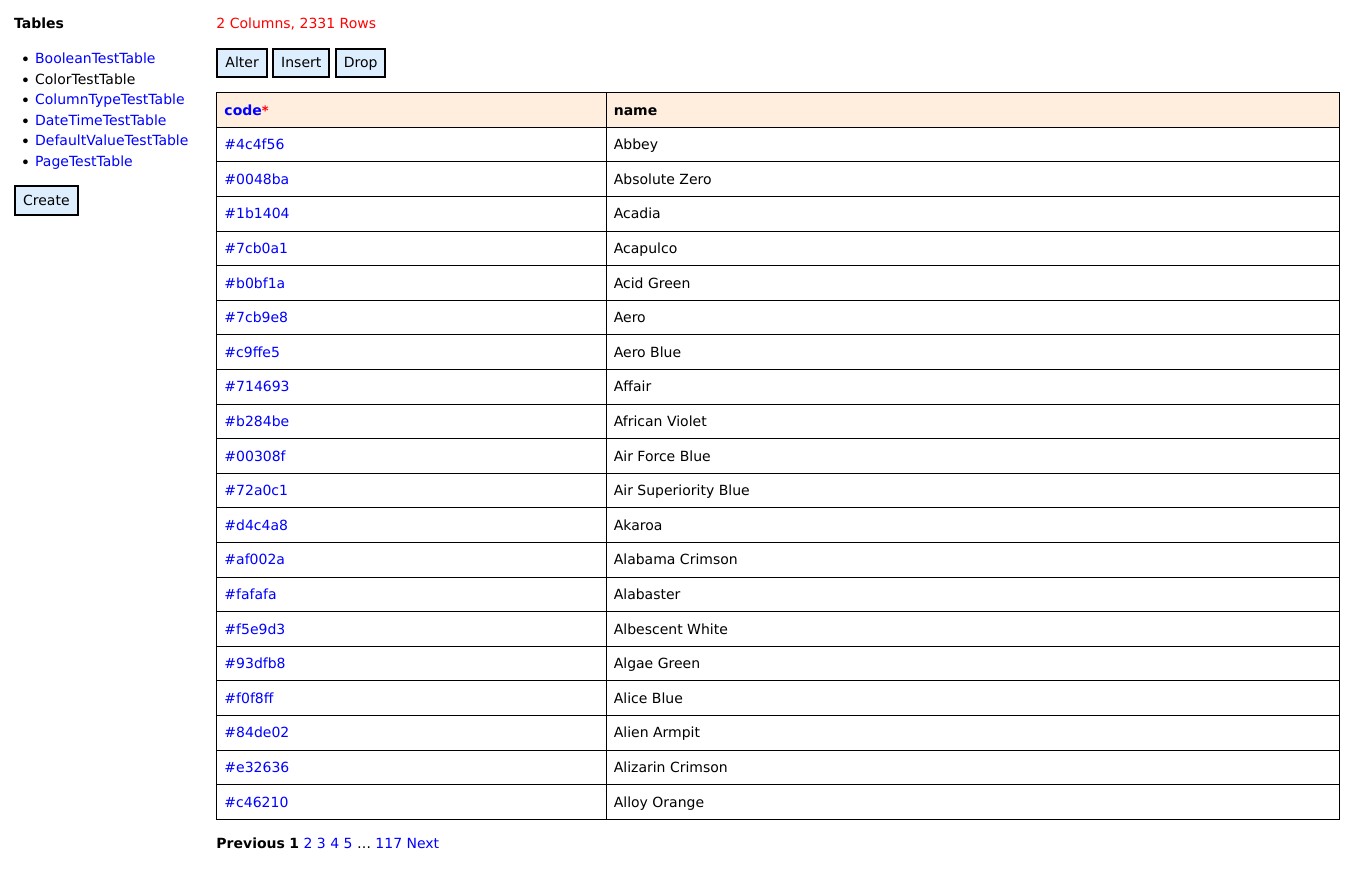 Tables
BooleanTestTable
ColorTestTable
ColumnTypeTestTable
DateTimeTestTable
DefaultValueTestTable
PageTestTable
Create
2 Columns, 2331 Rows
Alter Insert Drop
code* name
#4c4f56 Abbey
#0048ba Absolute Zero
#1b1404 Acadia
#7cb0a1 Acapulco
#b0bf1a Acid Green
#7cb9e8 Aero
#c9ffe5 Aero Blue
#714693 Affair
#b284be African Violet
#00308f Air Force Blue
#72a0c1 Air Superiority Blue
#d4c4a8 Akaroa
#af002a Alabama Crimson
#fafafa Alabaster
#f5e9d3 Albescent White
#93dfb8 Algae Green
#f0f8ff Alice Blue
#84de02 Alien Armpit
#e32636 Alizarin Crimson
#c46210 Alloy Orange
Previous 1 2 3 4 5 … 117 Next